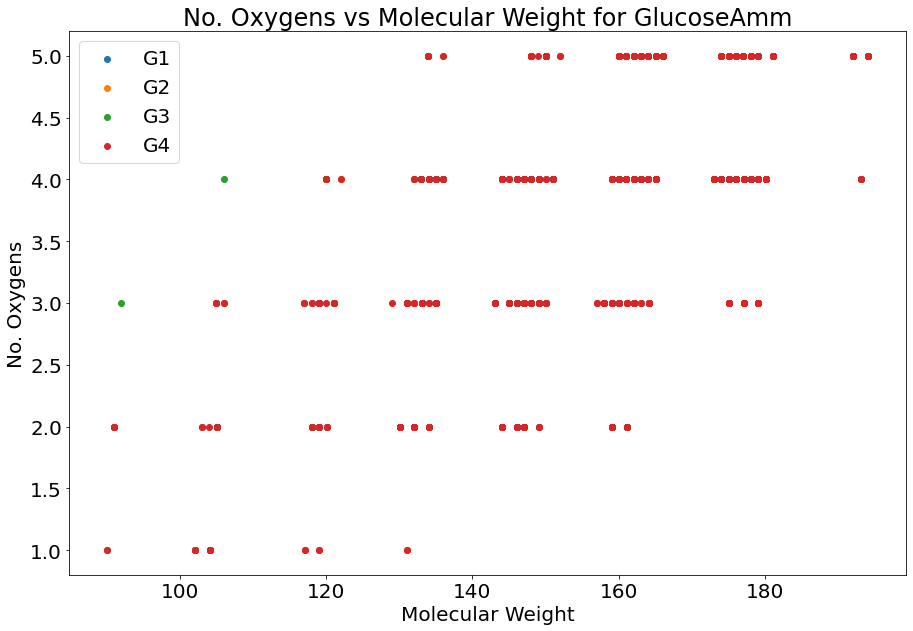 No. Oxygens vs Molecular Weight for GlucoseAmm
G1
G2
G3
G4
5.0
4.5
4.0
3.5
3.0
2.5
2.0
1.5
1.0
No. Oxygens
100 120 140 160 180
Molecular Weight